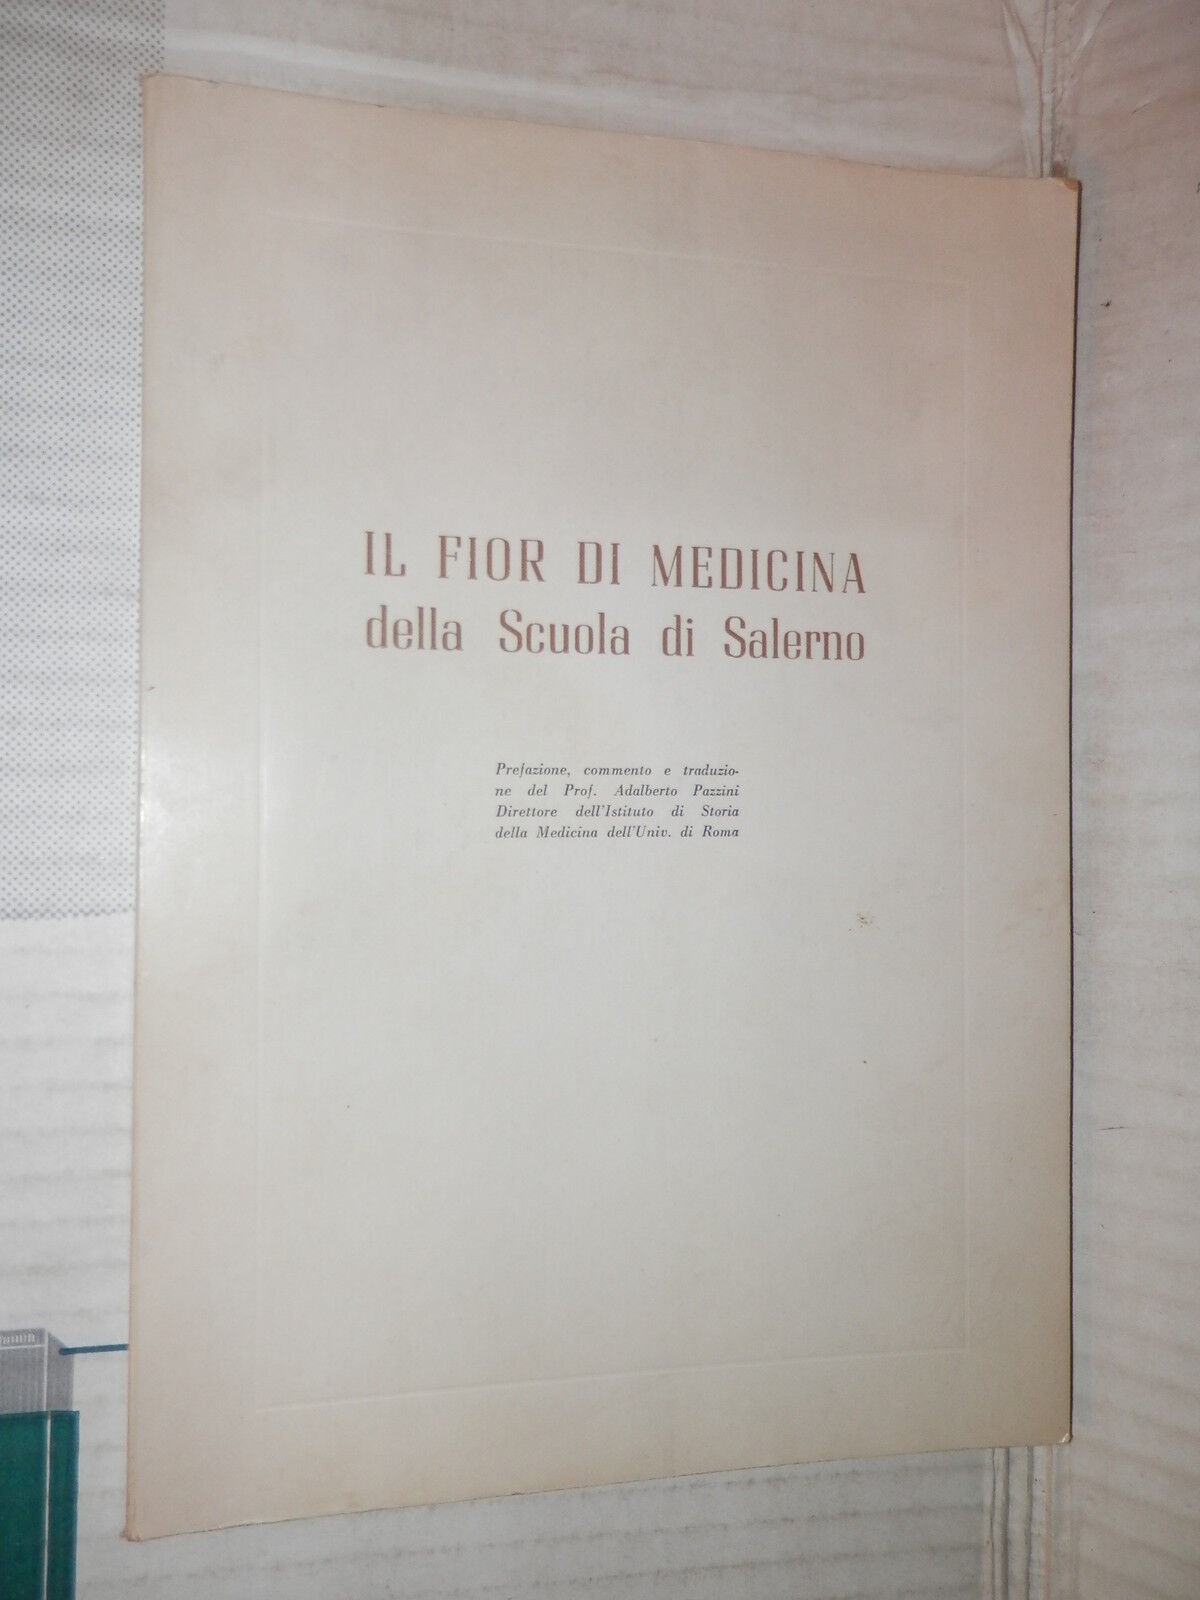 IL FIOR DI MEDICINA
della Scuola di Salerno
Prefazione, commento e traduzio-
ne del Prof. Adalberto Pazzini
Direttore dell'Istituto di Storia
della Medicina dell'Univ. di Roma